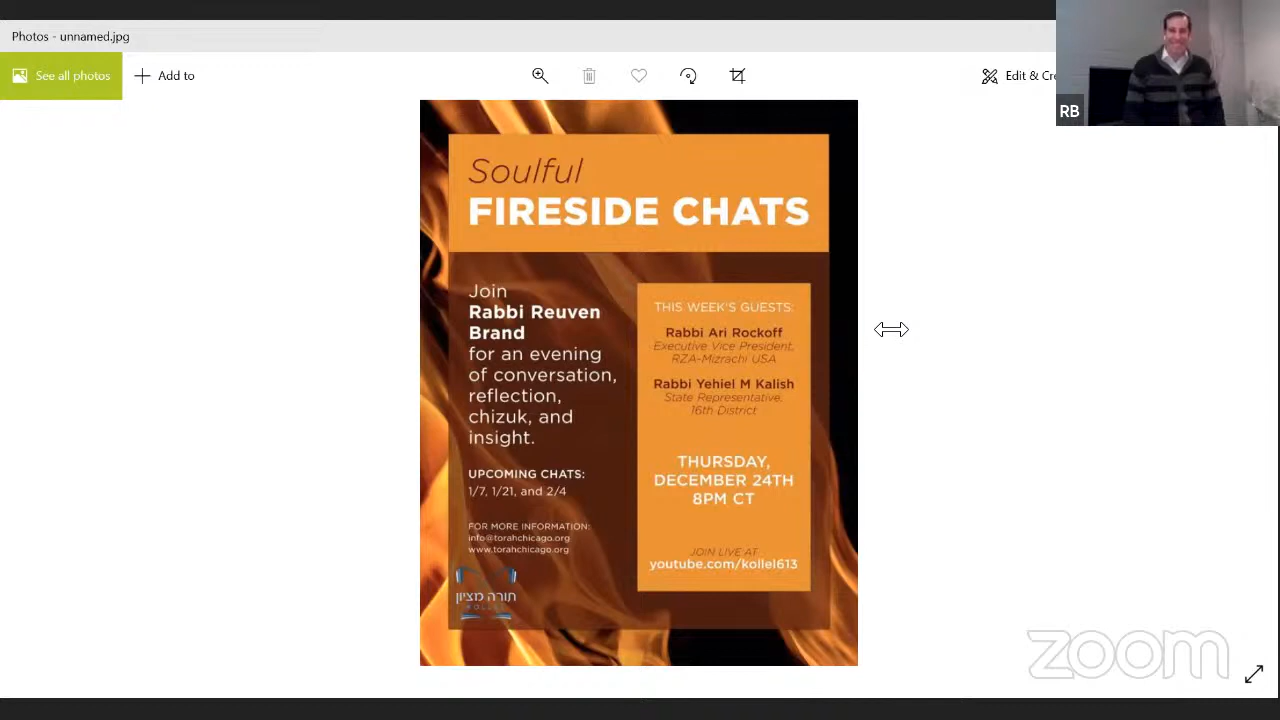 Photos - unnamed.jpg
See all photos
Add to
RB
Soulful
FIRESIDE CHATS
Join
Rabbi Reuven
Brand
for an evening
of conversation,
reflection,
chizuk, and
insight.
UPCOMING CHATS:
1/7, 1/21, and 2/4
FOR MORE INFORMATION:
info@torahchicago.org
www.torahchicago.org
תורה מציון
KOLLEL
THIS WEEK'S GUESTS:
Rabbi Ari Rockoff
Executive Vice President,
RZA-Mizrachi USA
Rabbi Yehiel M Kalish
State Representative,
16th District
THURSDAY,
DECEMBER 24TH
8PM CT
JOIN LIVE AT
youtube.com/kollel613
Edit &
zoom